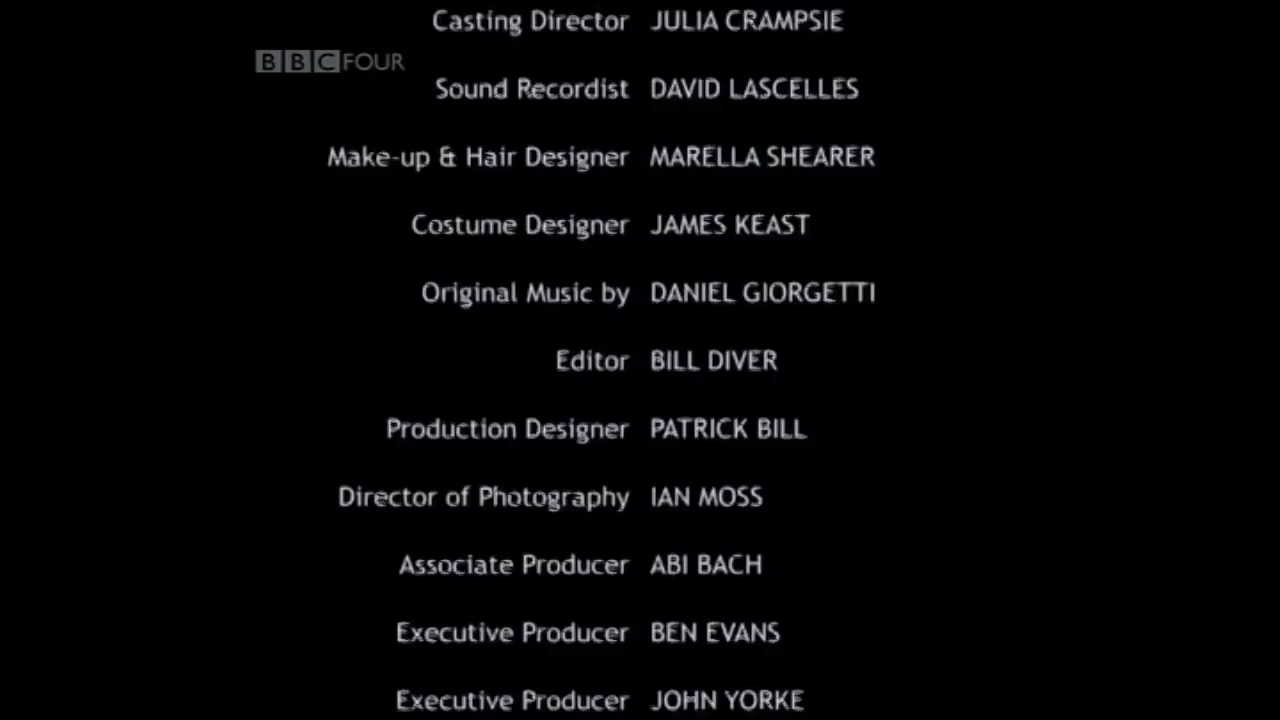 Casting Director JULIA CRAMPSIE
BBC FOUR
Sound Recordist DAVID LASCELLES
Make-up & Hair Designer MARELLA SHEARER
Costume Designer JAMES KEAST
Original Music by DANIEL GIORGETTI
Editor BILL DIVER
Production Designer PATRICK BILL
Director of Photography IAN MOSS
Associate Producer ABI BACH
Executive Producer BEN EVANS
Executive Producer JOHN YORKE